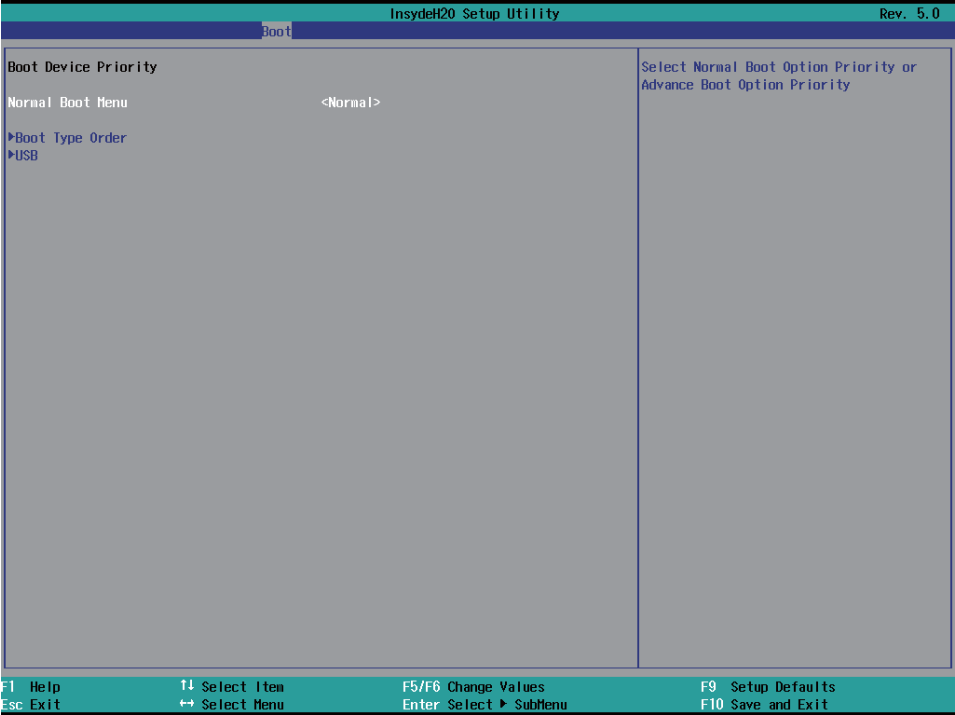 InsydeH20 Setup Utility Rev. 5.0
Boot
Boot Device Priority
Normal Boot Menu <Normal>
▶Boot Type Order
▶USB
Select Normal Boot Option Priority or
Advance Boot Option Priority
F1 Help ↑↓ Select Item F5/F6 Change Values F9 Setup Defaults
Esc Exit ↔ Select Menu Enter Select ▶ SubMenu F10 Save and Exit